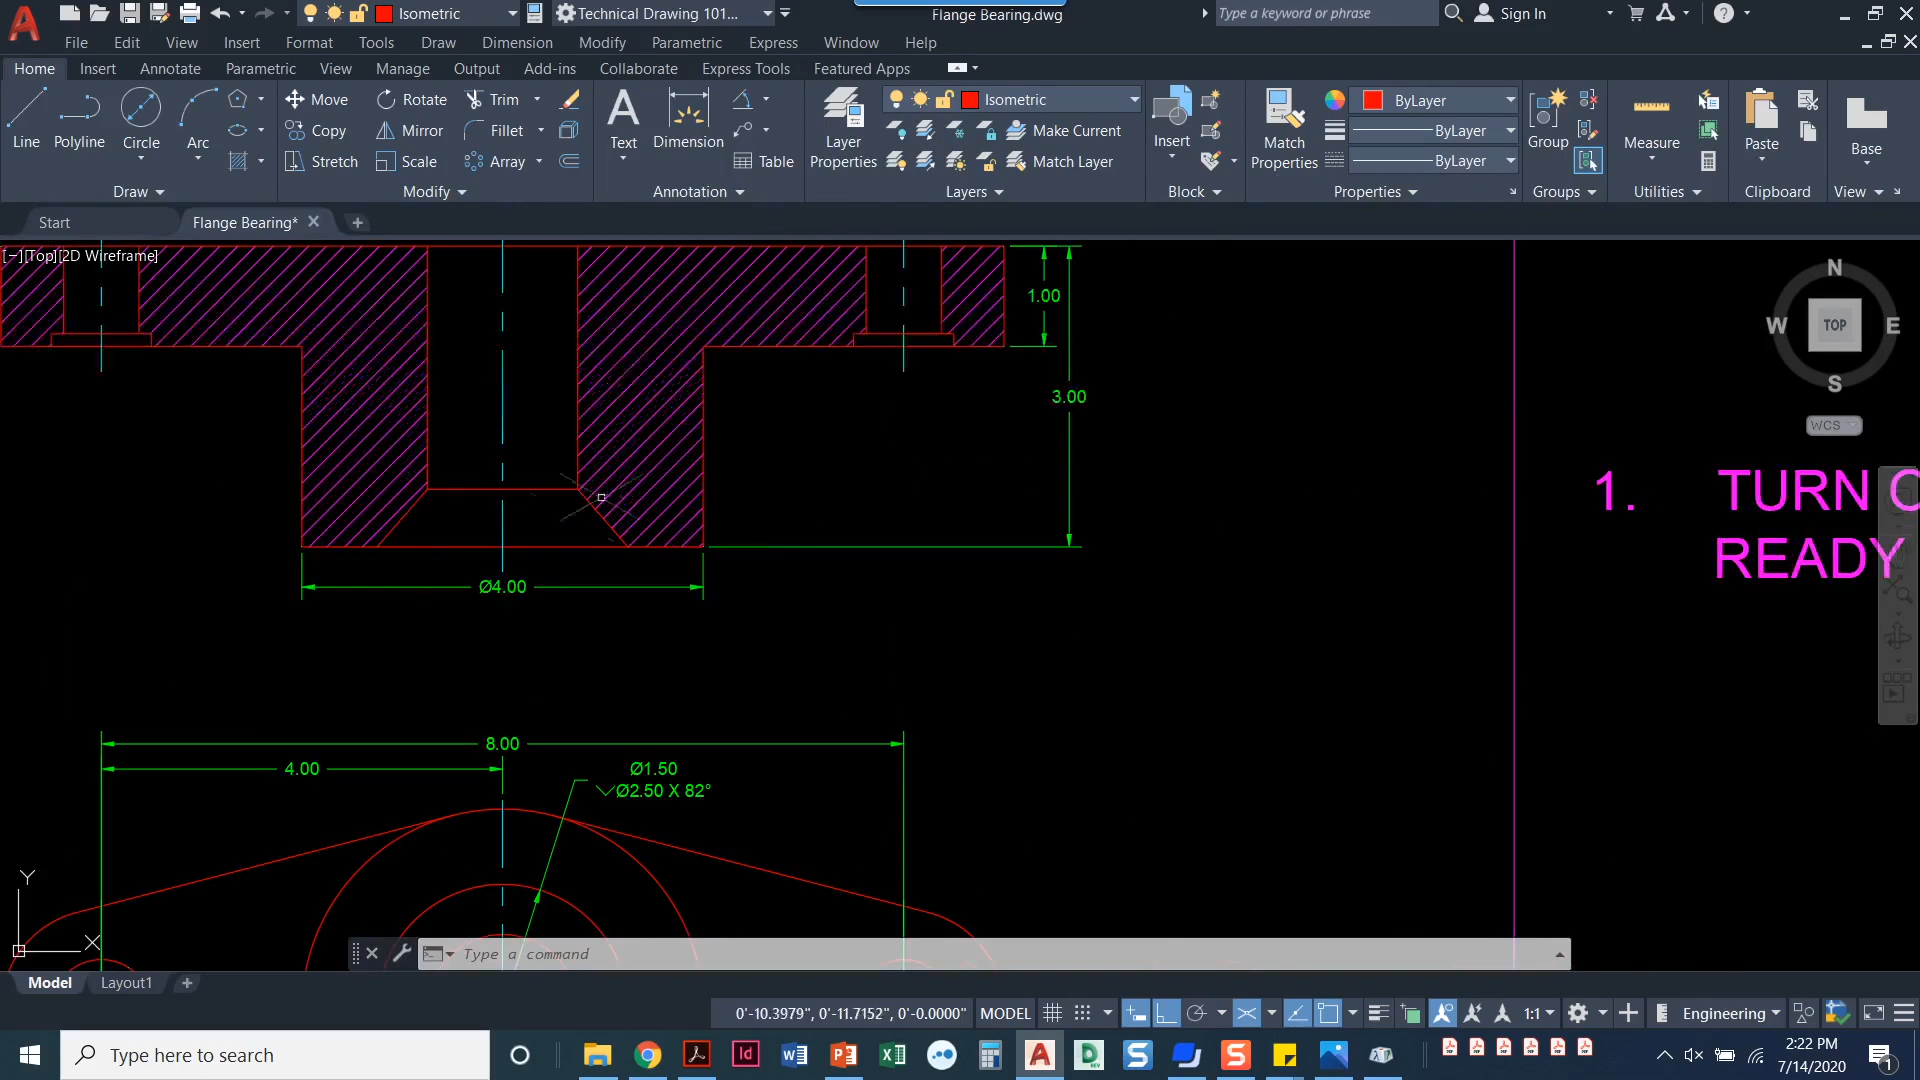 Isometric
Technical Drawing 101...
Flange Bearing.dwg
Type a keyword or phrase
Sign In
File Edit View Insert Format Tools Draw Dimension Modify Parametric Express Window Help
Home Insert Annotate Parametric View Manage Output Add-ins Collaborate Express Tools Featured Apps
Line
Polyline
Circle
Arc
Draw
Move
Rotate
Trim
Copy
Mirror
Fillet
Stretch
Scale
Array
Modify
Text
Dimension
Table
Annotation
Layer
Properties
Isometric
Make Current
Match Layer
Layers
Insert
Block
Match
Properties
ByLayer
ByLayer
ByLayer
Properties
Group
Groups
Measure
Utilities
Paste
Clipboard
Base
View
Start
Flange Bearing*
[−][Top][2D Wireframe]
1.00
3.00
Ø4.00
8.00
4.00
Ø1.50
Ø2.50 X 82°
N
W
TOP
E
S
WCS
1. TURN
READY
Y
X
Type a command
Model
Layout1
0'-10.3979", 0'-11.7152", 0'-0.0000"
MODEL
1:1
Engineering
Type here to search
2:22 PM
7/14/2020
1